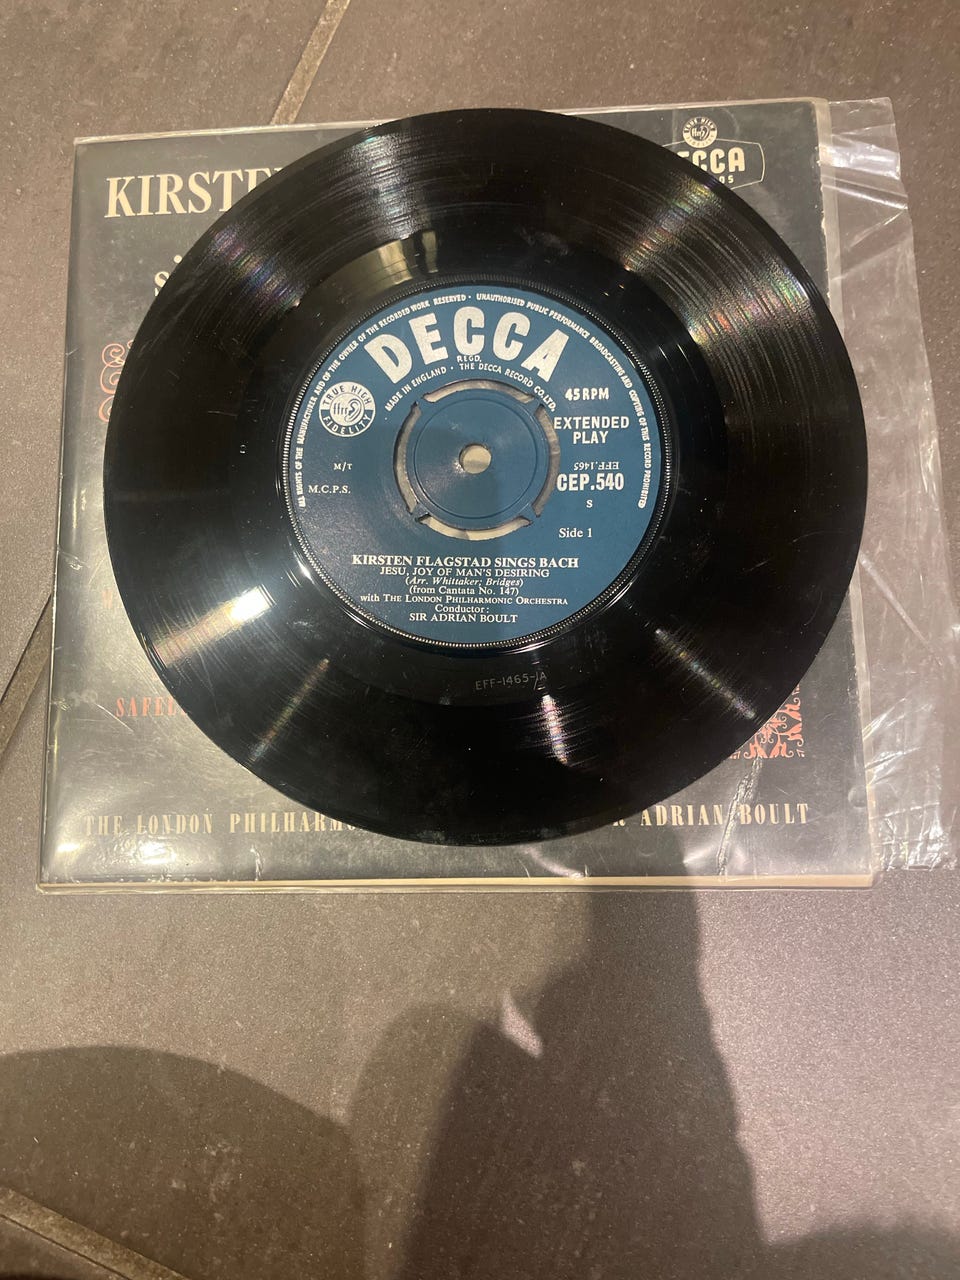 KIRSTEN
TRUE HIGH
ffrr
DECCA
ALL RIGHTS OF THE MANUFACTURER AND OF THE OWNER OF THE RECORDED WORK RESERVED · UNAUTHORISED PUBLIC PERFORMANCE BROADCASTING AND COPYING OF THIS RECORD PROHIBITED
DECCA
REGD.
MADE IN ENGLAND · THE DECCA RECORD CO. LTD.
TRUE HIGH
ffrr
FIDELITY
45 RPM
EXTENDED
PLAY
M/T
EFF.1465
M.C.P.S.
CEP.540
S
Side 1
KIRSTEN FLAGSTAD SINGS BACH
JESU, JOY OF MAN'S DESIRING
(Arr. Whittaker; Bridges)
(from Cantata No. 147)
with THE LONDON PHILHARMONIC ORCHESTRA
Conductor:
SIR ADRIAN BOULT
EFF-1465-1A
THE LONDON PHILHARMO ADRIAN BOULT